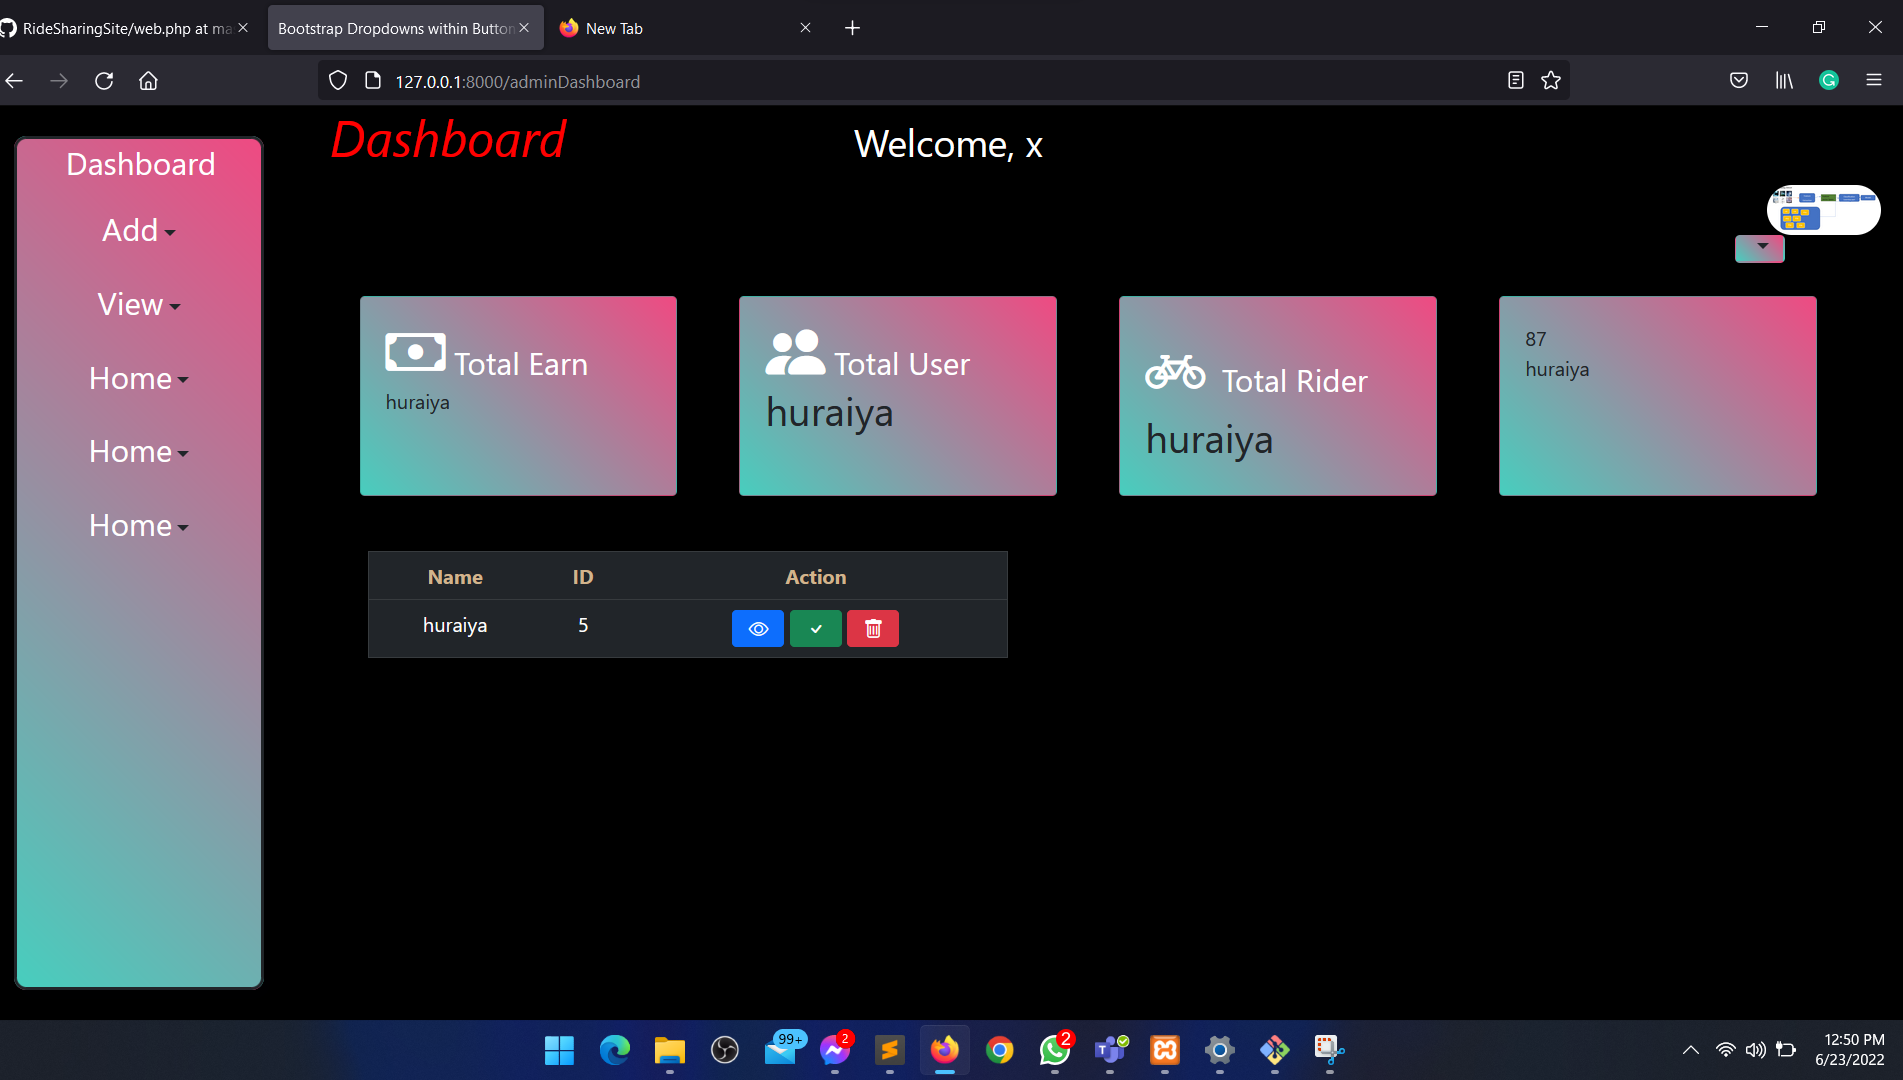 RideSharingSite/web.php at ma
Bootstrap Dropdowns within Button
New Tab
127.0.0.1:8000/adminDashboard
Dashboard
Welcome, x
Dashboard
Add
View
Home
Home
Home
Total Earn
huraiya
Total User
huraiya
Total Rider
huraiya
87
huraiya
Name ID Action
huraiya 5
99+
2
2
12:50 PM
6/23/2022